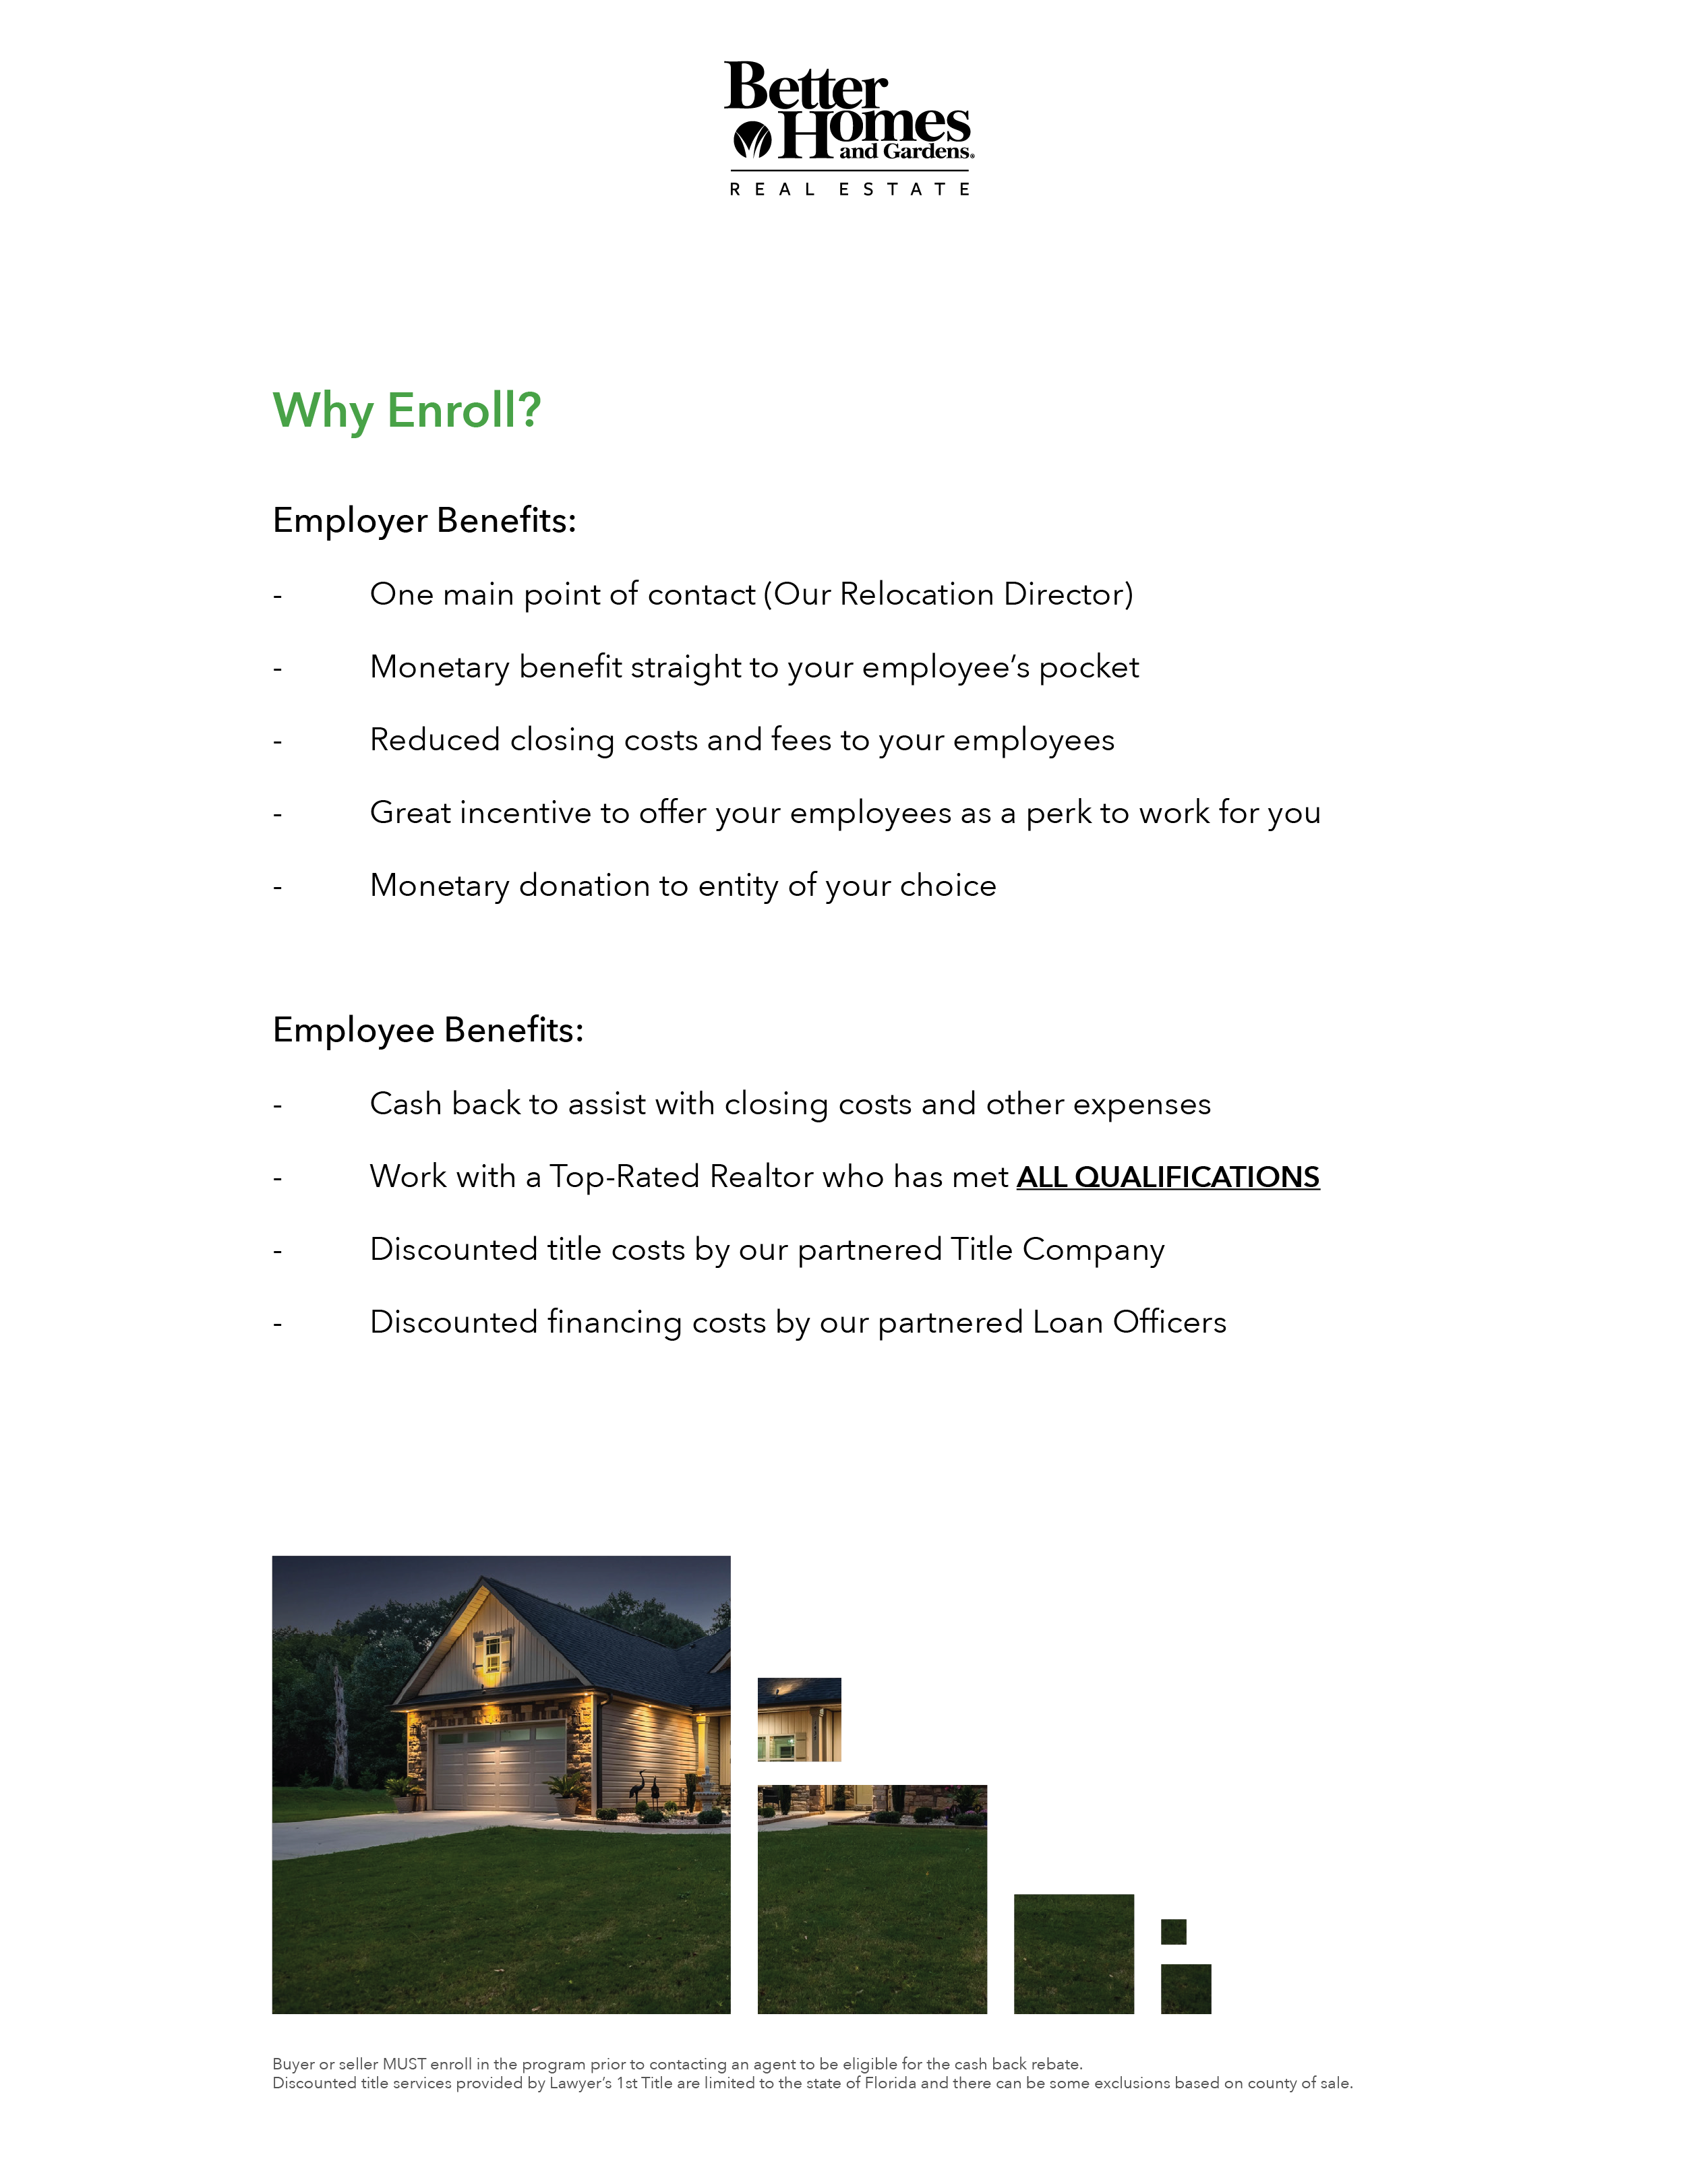 Better
Homes
and Gardens®
REAL ESTATE
Why Enroll?
Employer Benefits:
- One main point of contact (Our Relocation Director)
- Monetary benefit straight to your employee’s pocket
- Reduced closing costs and fees to your employees
- Great incentive to offer your employees as a perk to work for you
- Monetary donation to entity of your choice
Employee Benefits:
- Cash back to assist with closing costs and other expenses
- Work with a Top-Rated Realtor who has met ALL QUALIFICATIONS
- Discounted title costs by our partnered Title Company
- Discounted financing costs by our partnered Loan Officers
Buyer or seller MUST enroll in the program prior to contacting an agent to be eligible for the cash back rebate.
Discounted title services provided by Lawyer’s 1st Title are limited to the state of Florida and there can be some exclusions based on county of sale.